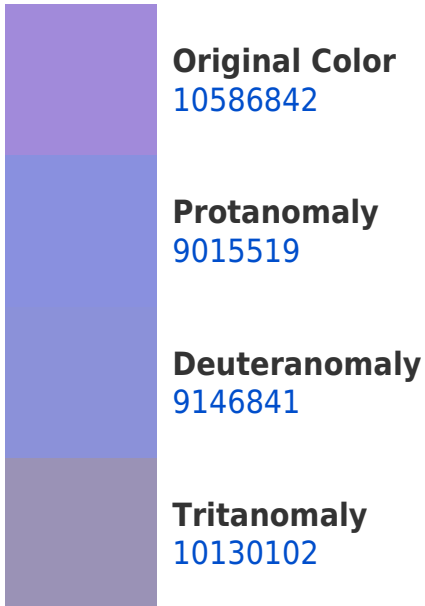 Original Color
10586842
Protanomaly
9015519
Deuteranomaly
9146841
Tritanomaly
10130102